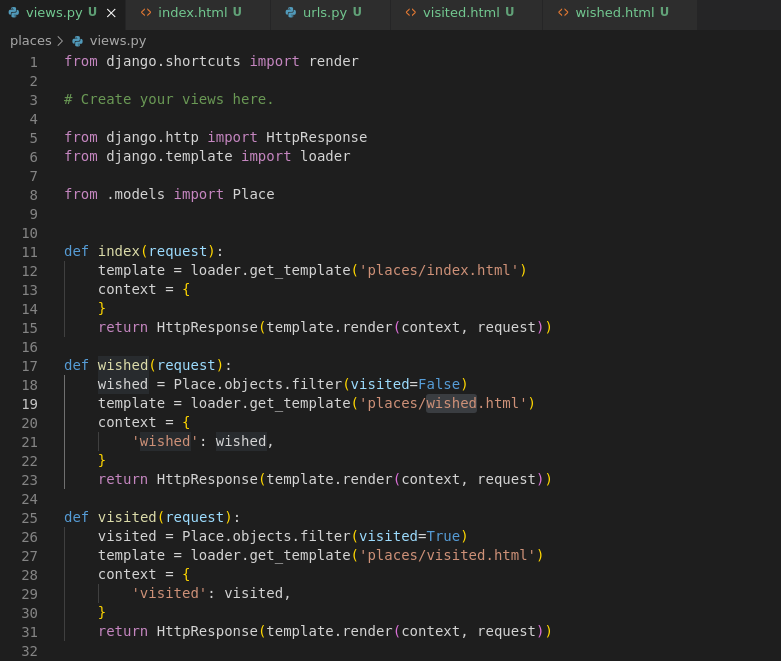 views.py U × <> index.html U urls.py U <> visited.html U <> wished.html U
places > views.py
1 from django.shortcuts import render
2
3 # Create your views here.
4
5 from django.http import HttpResponse
6 from django.template import loader
7
8 from .models import Place
9
10
11 def index(request):
12     template = loader.get_template('places/index.html')
13     context = {
14     }
15     return HttpResponse(template.render(context, request))
16
17 def wished(request):
18     wished = Place.objects.filter(visited=False)
19     template = loader.get_template('places/wished.html')
20     context = {
21         'wished': wished,
22     }
23     return HttpResponse(template.render(context, request))
24
25 def visited(request):
26     visited = Place.objects.filter(visited=True)
27     template = loader.get_template('places/visited.html')
28     context = {
29         'visited': visited,
30     }
31     return HttpResponse(template.render(context, request))
32